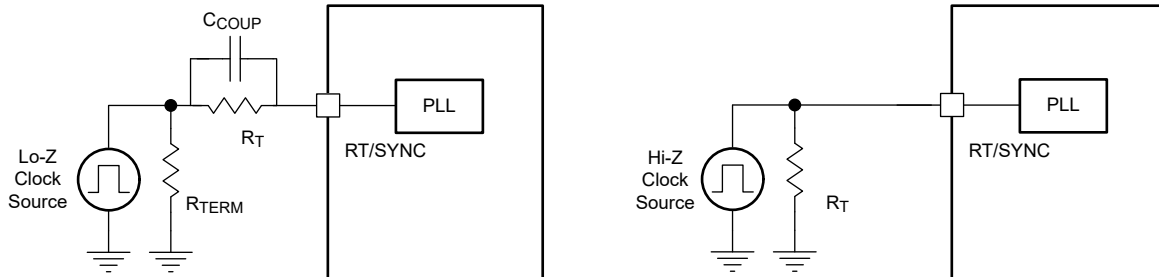 CCOUP
PLL
RT
RT/SYNC
Lo-Z
Clock
Source
RTERM
PLL
RT/SYNC
Hi-Z
Clock
Source
RT